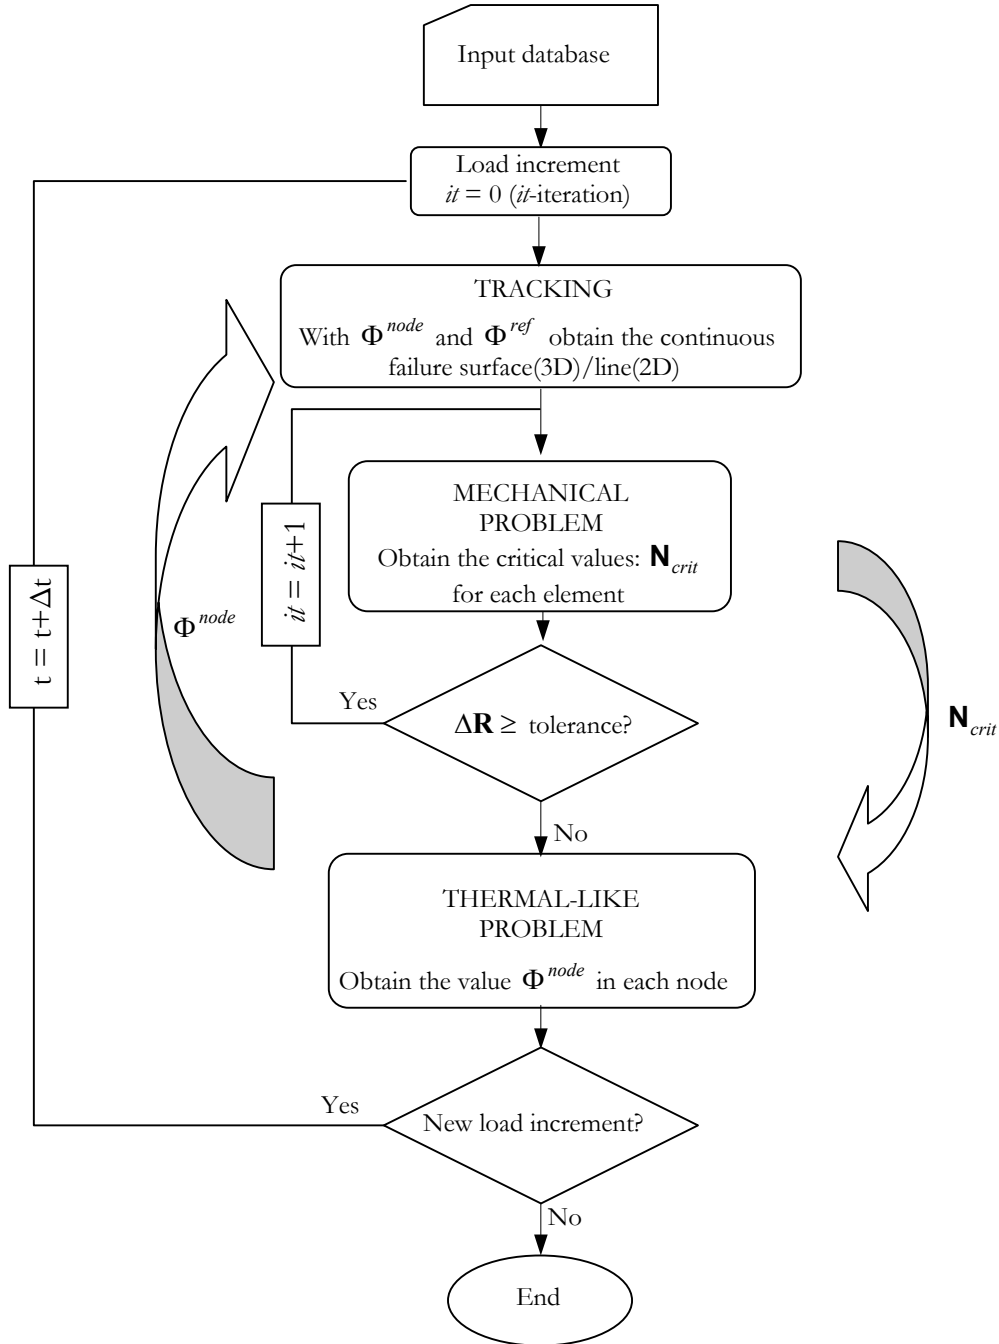 Input database
Load increment
it = 0 (it-iteration)
TRACKING
With Φ^node and Φ^ref obtain the continuous
failure surface(3D)/line(2D)
MECHANICAL
PROBLEM
Obtain the critical values: N_crit
for each element
it = it+1
t = t+Δt
Φ^node
N_crit
Yes
ΔR ≥ tolerance?
No
THERMAL-LIKE
PROBLEM
Obtain the value Φ^node in each node
Yes
New load increment?
No
End